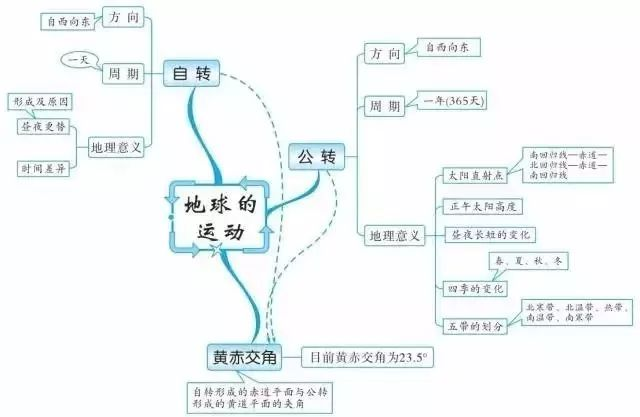 地球的
运动
自转
方向
自西向东
周期
一天
地理意义
形成及原因
昼夜更替
时间差异
公转
方向
自西向东
周期
一年(365天)
地理意义
太阳直射点
南回归线—赤道—
北回归线—赤道—
南回归线
正午太阳高度
昼夜长短的变化
春、夏、秋、冬
四季的变化
五带的划分
北寒带、北温带、热带、
南温带、南寒带
黄赤交角
目前黄赤交角为23.5°
自转形成的赤道平面与公转
形成的黄道平面的夹角